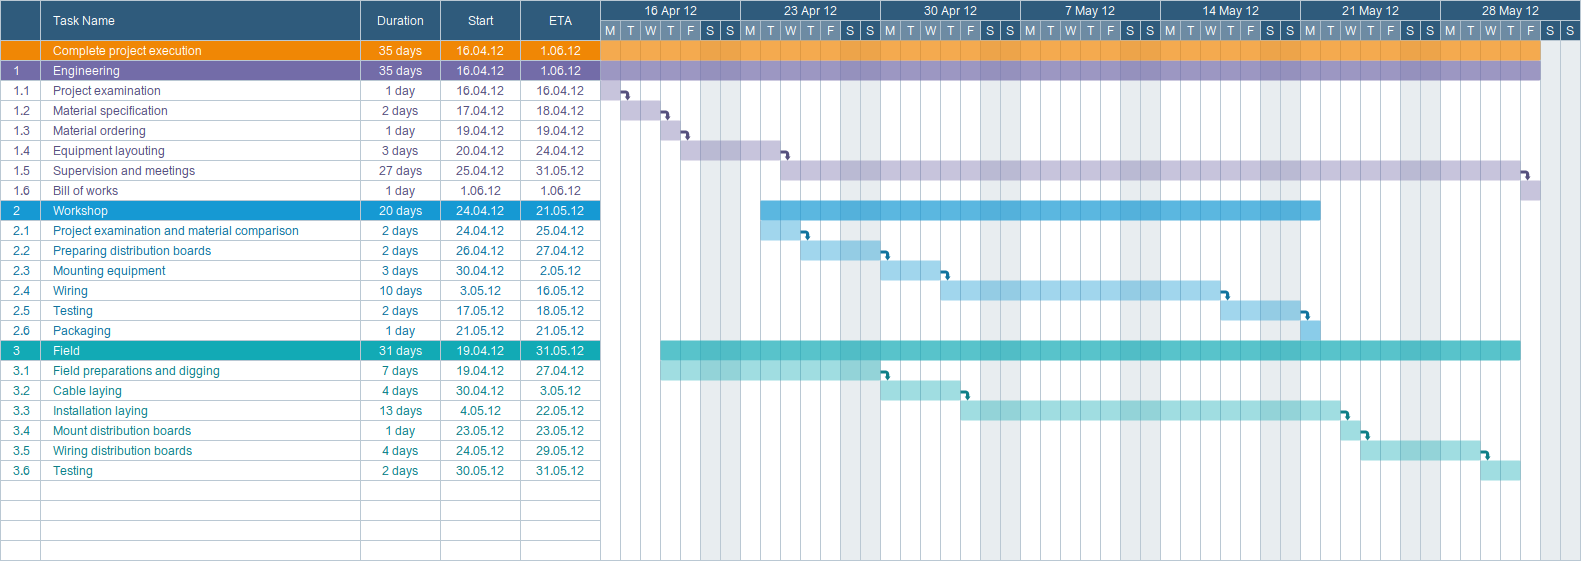 Task Name Duration Start ETA 16 Apr 12 23 Apr 12 30 Apr 12 7 May 12 14 May 12 21 May 12 28 May 12
M T W T F S S M T W T F S S M T W T F S S M T W T F S S M T W T F S S M T W T F S S M T W T F S S
Complete project execution 35 days 16.04.12 1.06.12
1 Engineering 35 days 16.04.12 1.06.12
1.1 Project examination 1 day 16.04.12 16.04.12
1.2 Material specification 2 days 17.04.12 18.04.12
1.3 Material ordering 1 day 19.04.12 19.04.12
1.4 Equipment layouting 3 days 20.04.12 24.04.12
1.5 Supervision and meetings 27 days 25.04.12 31.05.12
1.6 Bill of works 1 day 1.06.12 1.06.12
2 Workshop 20 days 24.04.12 21.05.12
2.1 Project examination and material comparison 2 days 24.04.12 25.04.12
2.2 Preparing distribution boards 2 days 26.04.12 27.04.12
2.3 Mounting equipment 3 days 30.04.12 2.05.12
2.4 Wiring 10 days 3.05.12 16.05.12
2.5 Testing 2 days 17.05.12 18.05.12
2.6 Packaging 1 day 21.05.12 21.05.12
3 Field 31 days 19.04.12 31.05.12
3.1 Field preparations and digging 7 days 19.04.12 27.04.12
3.2 Cable laying 4 days 30.04.12 3.05.12
3.3 Installation laying 13 days 4.05.12 22.05.12
3.4 Mount distribution boards 1 day 23.05.12 23.05.12
3.5 Wiring distribution boards 4 days 24.05.12 29.05.12
3.6 Testing 2 days 30.05.12 31.05.12